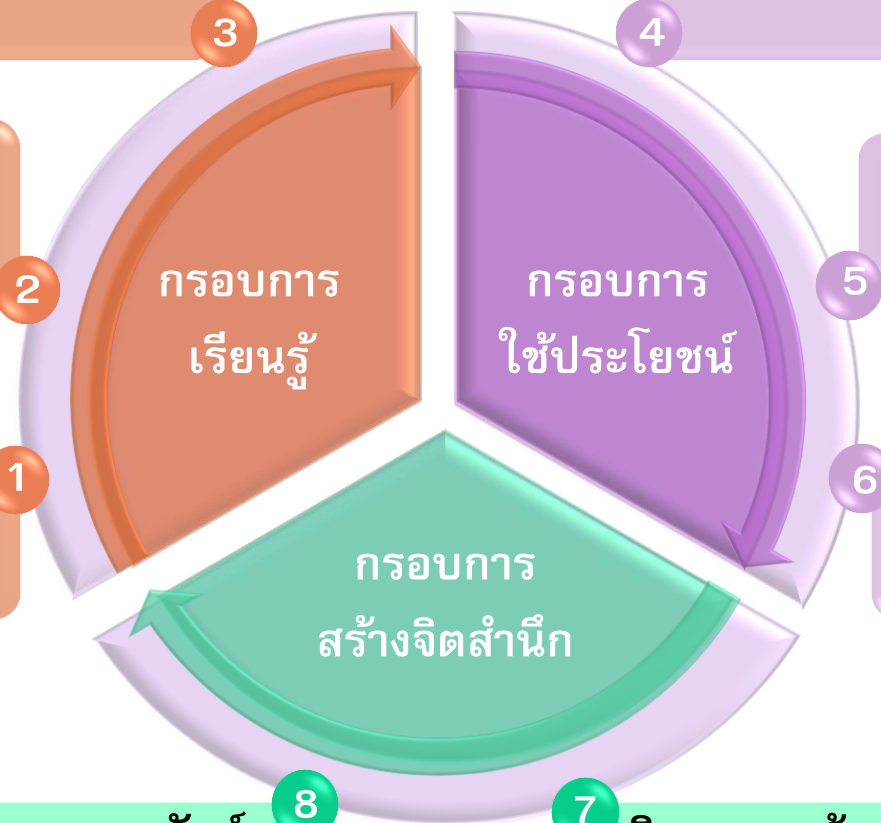 3
4
2
5
กรอบการ
เรียนรู้
กรอบการ
ใช้ประโยชน์
1
6
กรอบการ
สร้างจิตสำนึก
8
7